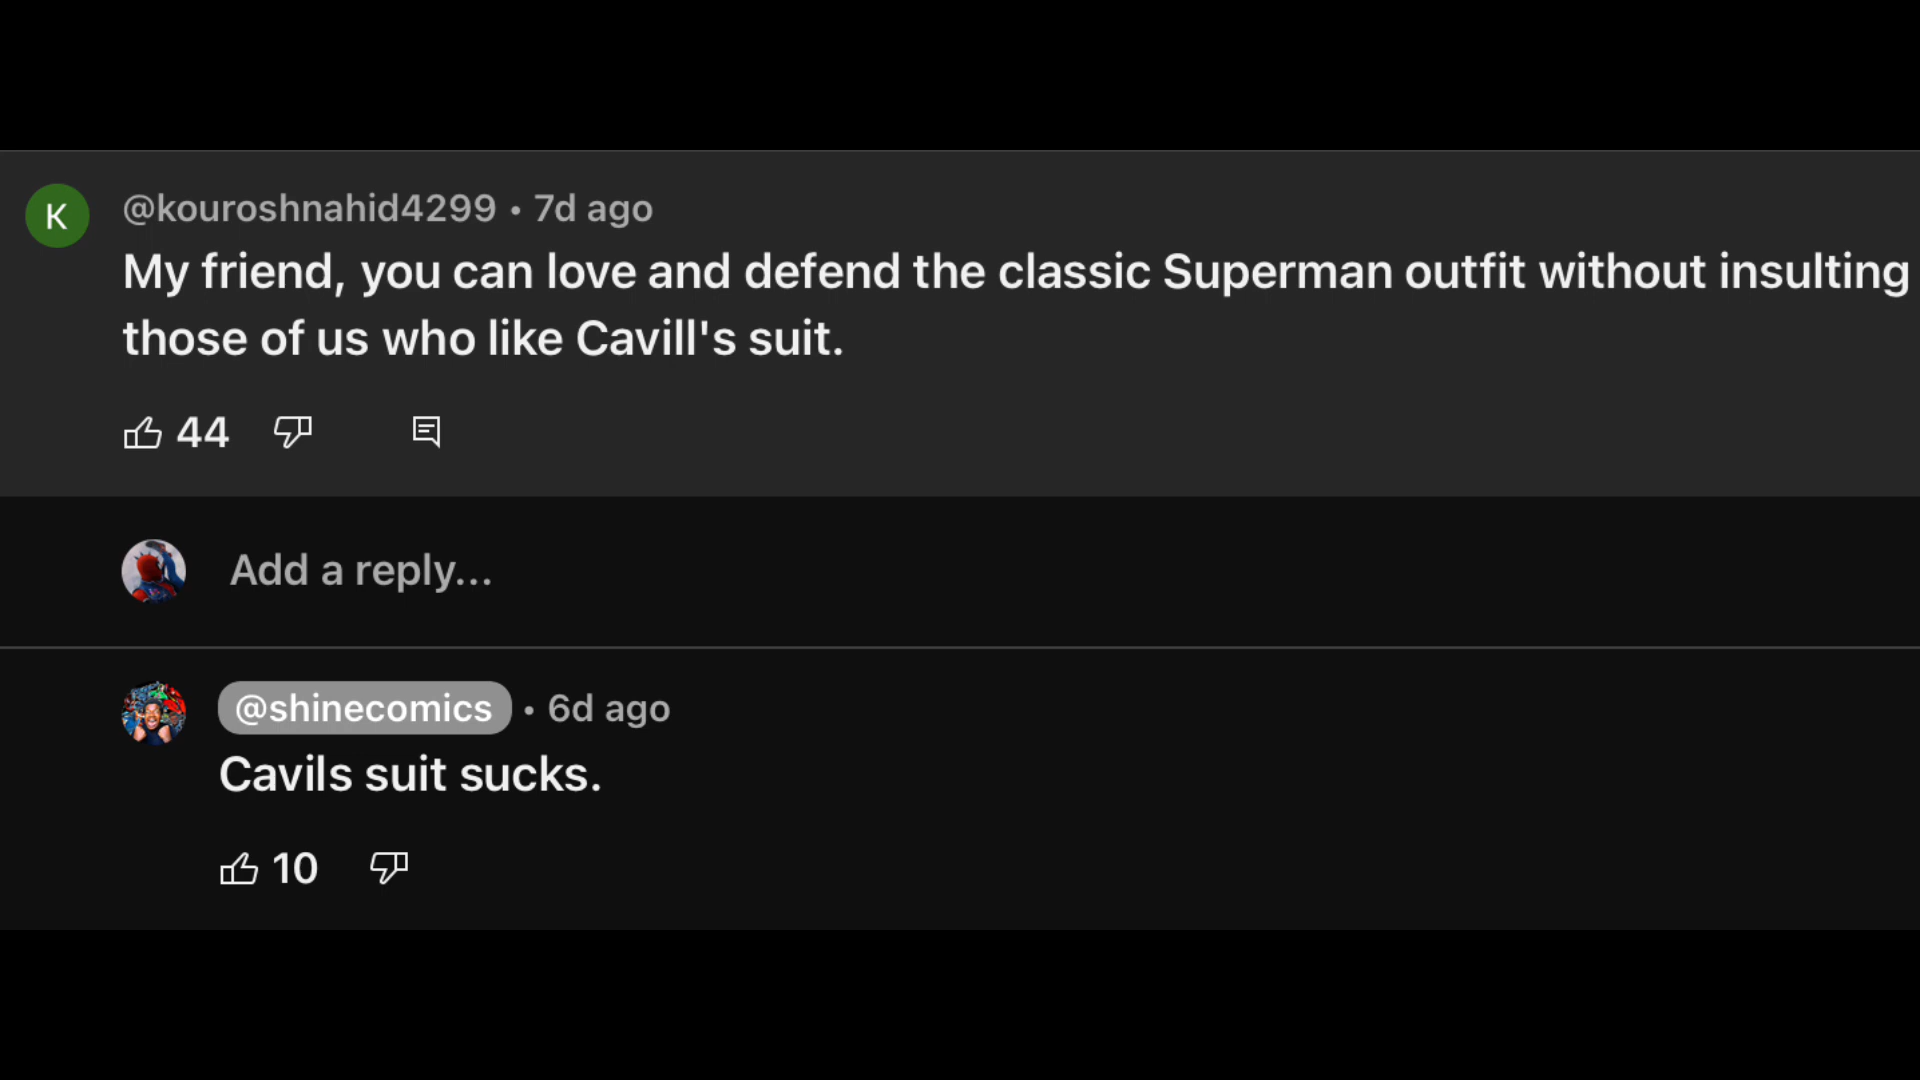 K
@kouroshnahid4299 • 7d ago
My friend, you can love and defend the classic Superman outfit without insulting
those of us who like Cavill's suit.
44
Add a reply...
@shinecomics • 6d ago
Cavils suit sucks.
10